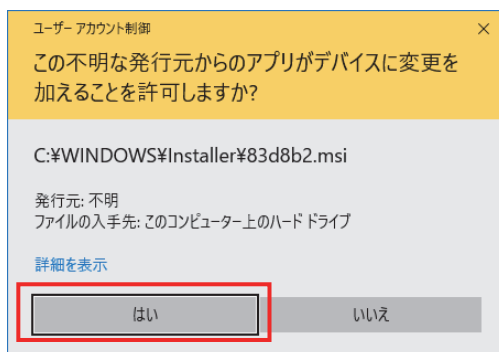 ユーザー アカウント制御
×
この不明な発行元からのアプリがデバイスに変更を
加えることを許可しますか?
C:¥WINDOWS¥Installer¥83d8b2.msi
発行元: 不明
ファイルの入手先: このコンピューター上のハード ドライブ
詳細を表示
はい
いいえ